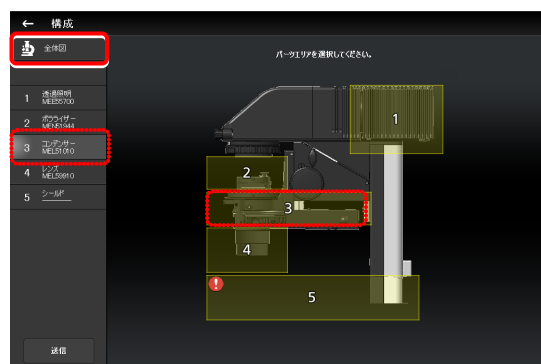 ← 構成
全体図
パーツエリアを選択してください。
1 透過照明
MEE55700
2 ポラライザー
MEN51944
3 コンデンサー
MEL51010
4 レンズ
MEL59910
5 シールド
送信
1
2
3
4
5